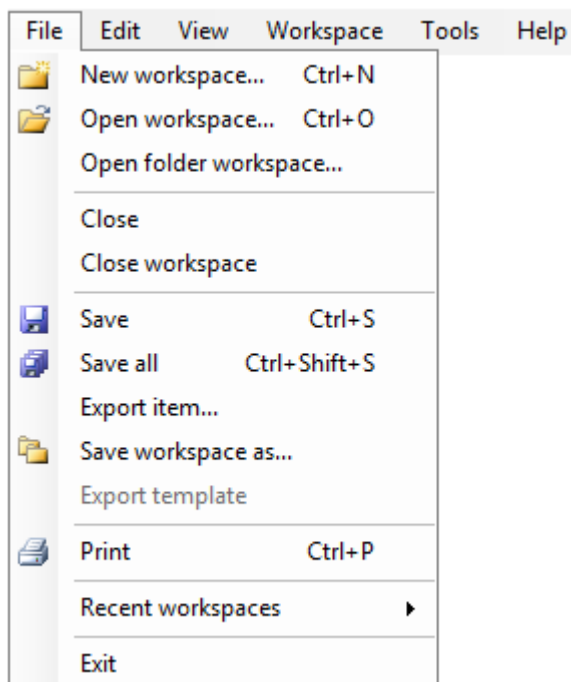 File Edit View Workspace Tools Help
New workspace... Ctrl+N
Open workspace... Ctrl+O
Open folder workspace...
Close
Close workspace
Save Ctrl+S
Save all Ctrl+Shift+S
Export item...
Save workspace as...
Export template
Print Ctrl+P
Recent workspaces
Exit